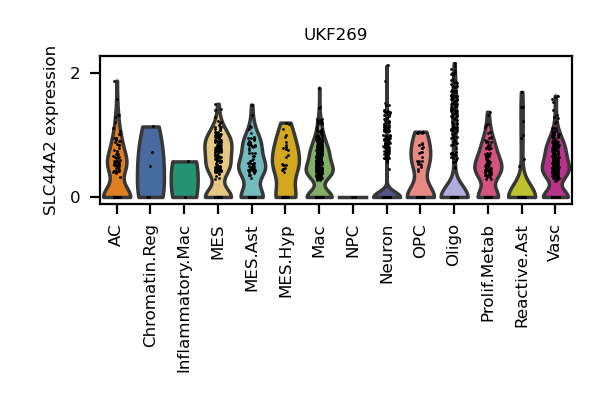 UKF269
SLC44A2 expression
2
0
AC
Chromatin.Reg
Inflammatory.Mac
MES
MES.Ast
MES.Hyp
Mac
NPC
Neuron
OPC
Oligo
Prolif.Metab
Reactive.Ast
Vasc